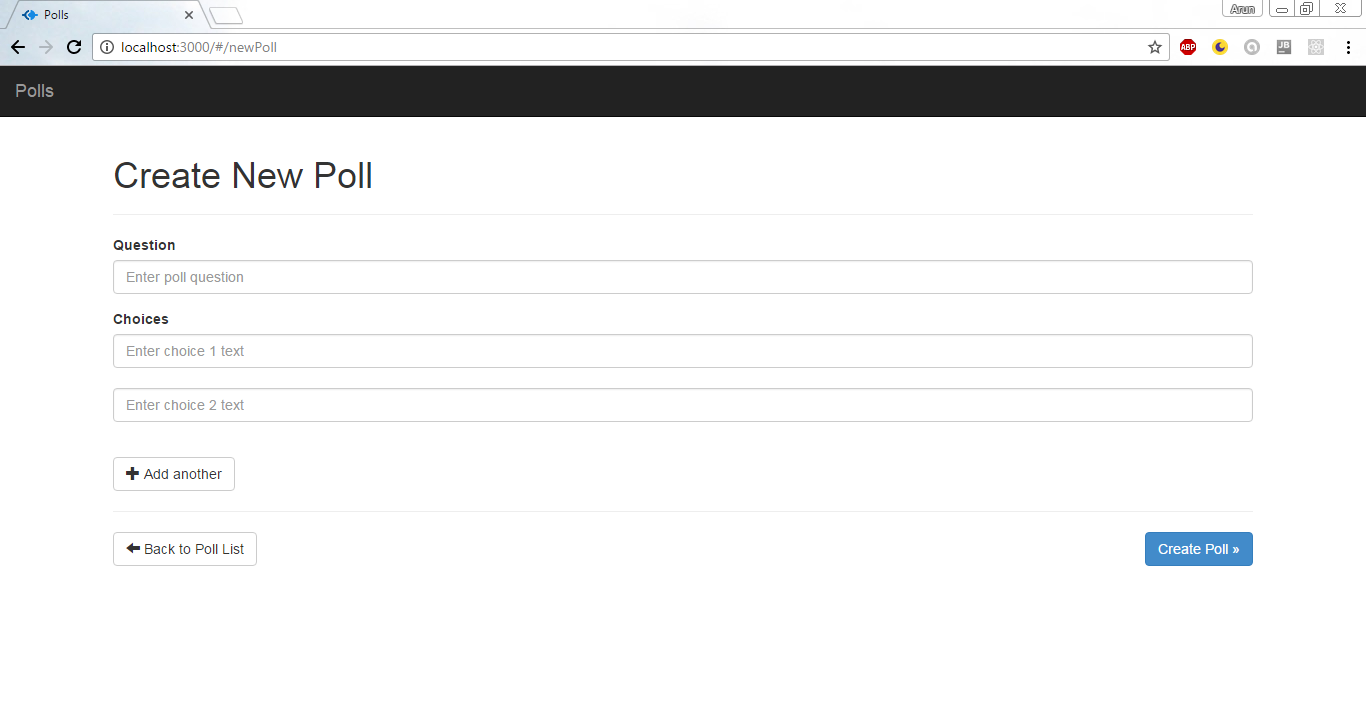 Polls
Arun
localhost:3000/#/newPoll
ABP
JB
Polls
Create New Poll
Question
Enter poll question
Choices
Enter choice 1 text
Enter choice 2 text
Add another
Back to Poll List
Create Poll »